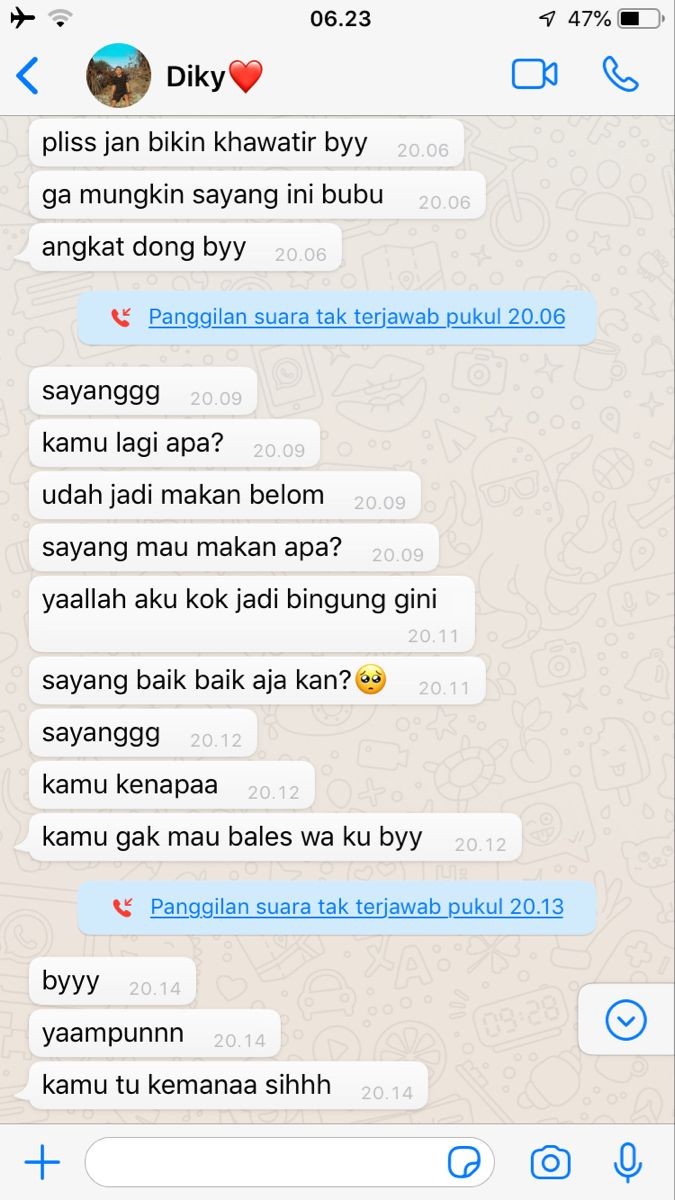 06.23
47%
Diky❤️
pliss jan bikin khawatir byy 20.06
ga mungkin sayang ini bubu 20.06
angkat dong byy 20.06
Panggilan suara tak terjawab pukul 20.06
sayanggg 20.09
kamu lagi apa? 20.09
udah jadi makan belom 20.09
sayang mau makan apa? 20.09
yaallah aku kok jadi bingung gini
20.11
sayang baik baik aja kan?🥺 20.11
sayanggg 20.12
kamu kenapaa 20.12
kamu gak mau bales wa ku byy 20.12
Panggilan suara tak terjawab pukul 20.13
byyy 20.14
yaampunnn 20.14
kamu tu kemanaa sihhh 20.14